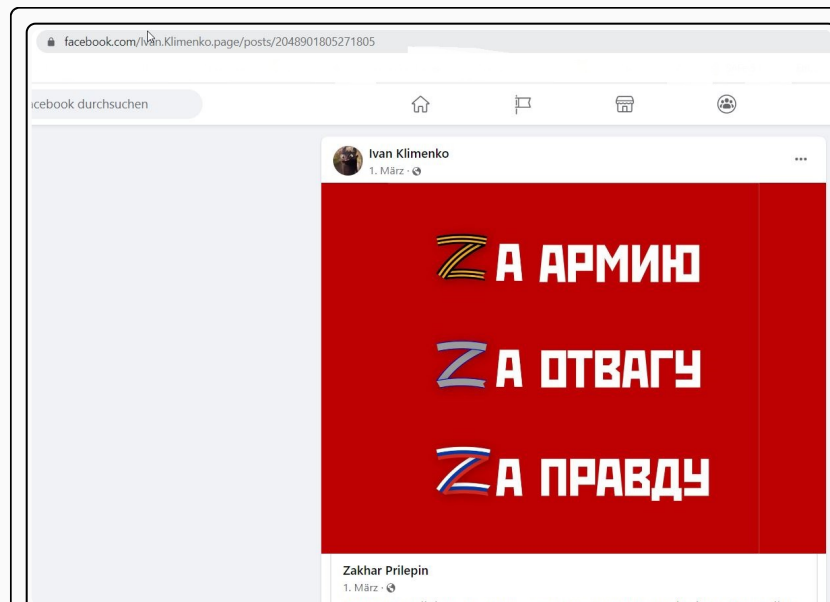 facebook.com/Ivan.Klimenko.page/posts/2048901805271805
acebook durchsuchen
Ivan Klimenko
1. März ·
ZА АРМИЮ
ZА ОТВАГУ
ZА ПРАВДУ
Zakhar Prilepin
1. März ·